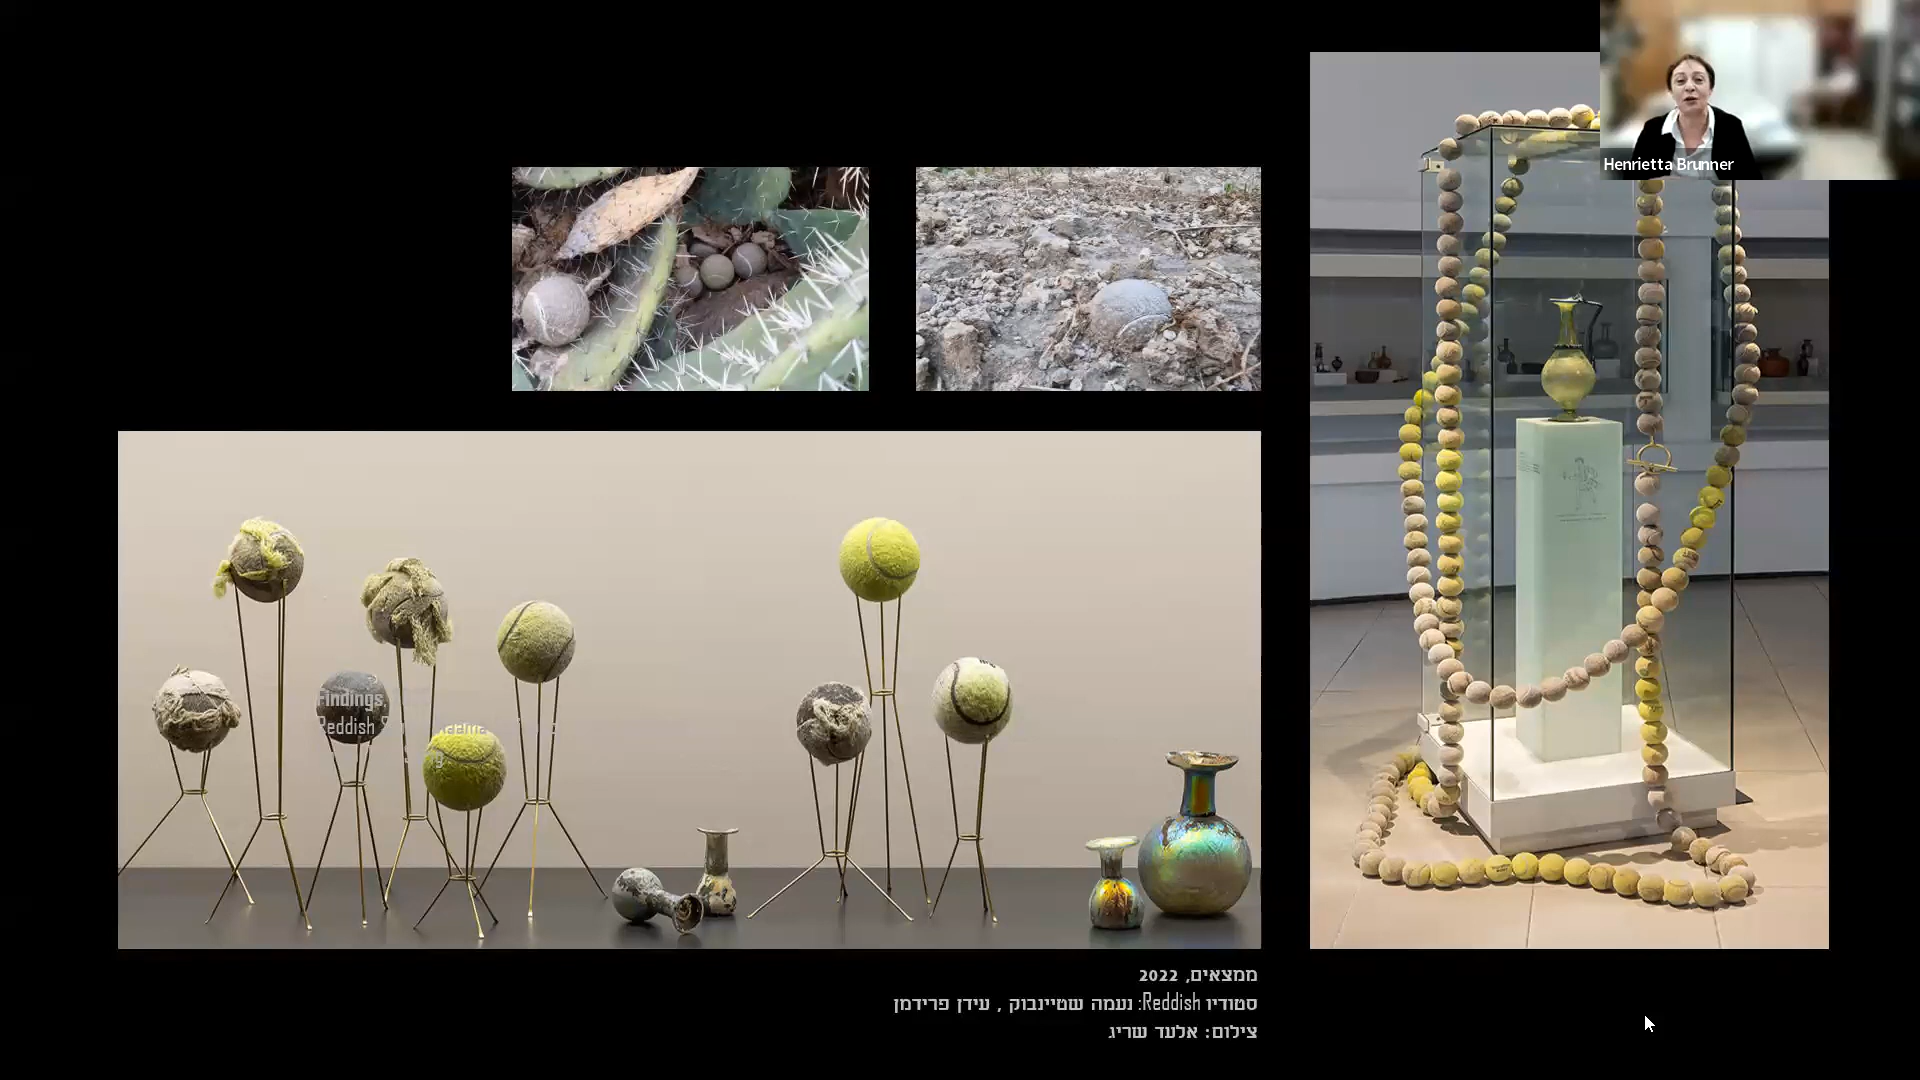 Henrietta Brunner
Findings,
Reddish
ממצאים, 2022
סטודיו Reddish: נעמה שטיינבוק , עידן פרידמן
צילום: אלעד שריג